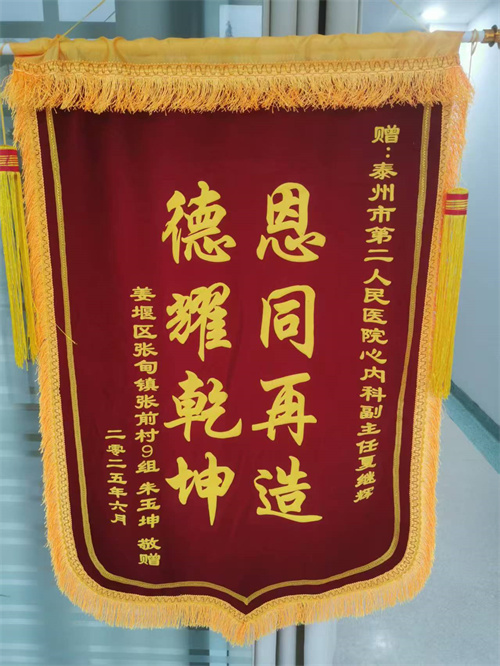 赠：泰州市第二人民医院心内科副主任夏继辉
恩同再造
德耀乾坤
姜堰区张甸镇张前村9组 朱玉坤 敬赠
二零二五年六月